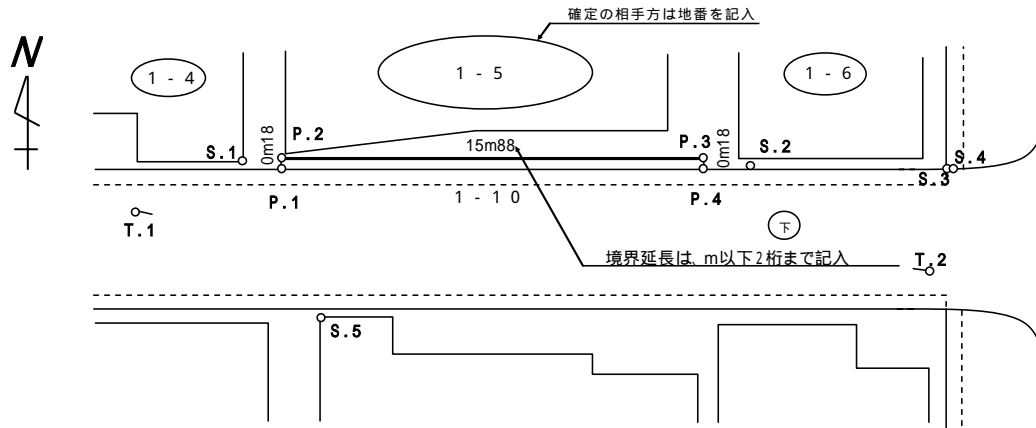 確定の相手方は地番を記入
N
1-4
1-5
1-6
0m18
P.2
15m88
P.3
0m18
S.1
S.2
S.4
S.3
P.1
1-10
P.4
T.1
下
境界延長は、m以下2桁まで記入
T.2
S.5